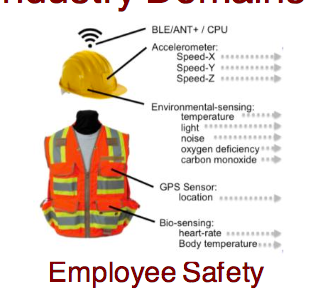 BLE/ANT+ / CPU
Accelerometer:
Speed-X
Speed-Y
Speed-Z
Environmental-sensing:
temperature
light
noise
oxygen deficiency
carbon monoxide
GPS Sensor:
location
Bio-sensing:
heart-rate
Body temperature
Employee Safety